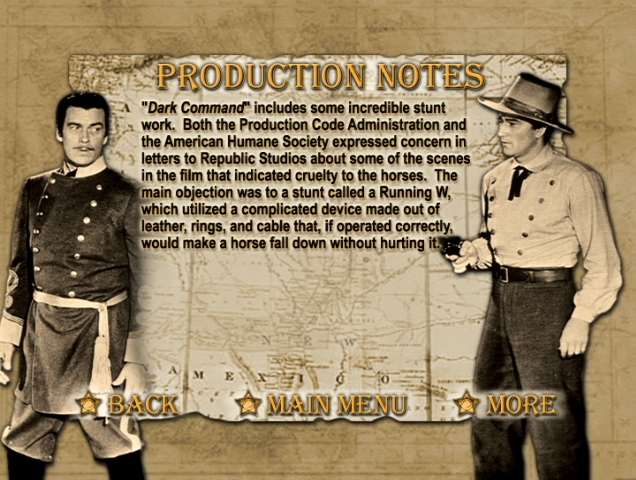 PRODUCTION NOTES
"Dark Command" includes some incredible stunt
work. Both the Production Code Administration and
the American Humane Society expressed concern in
letters to Republic Studios about some of the scenes
in the film that indicated cruelty to the horses. The
main objection was to a stunt called a Running W,
which utilized a complicated device made out of
leather, rings, and cable that, if operated correctly,
would make a horse fall down without hurting it.
NEW
AMEXICO
BACK
MAIN MENU
MORE